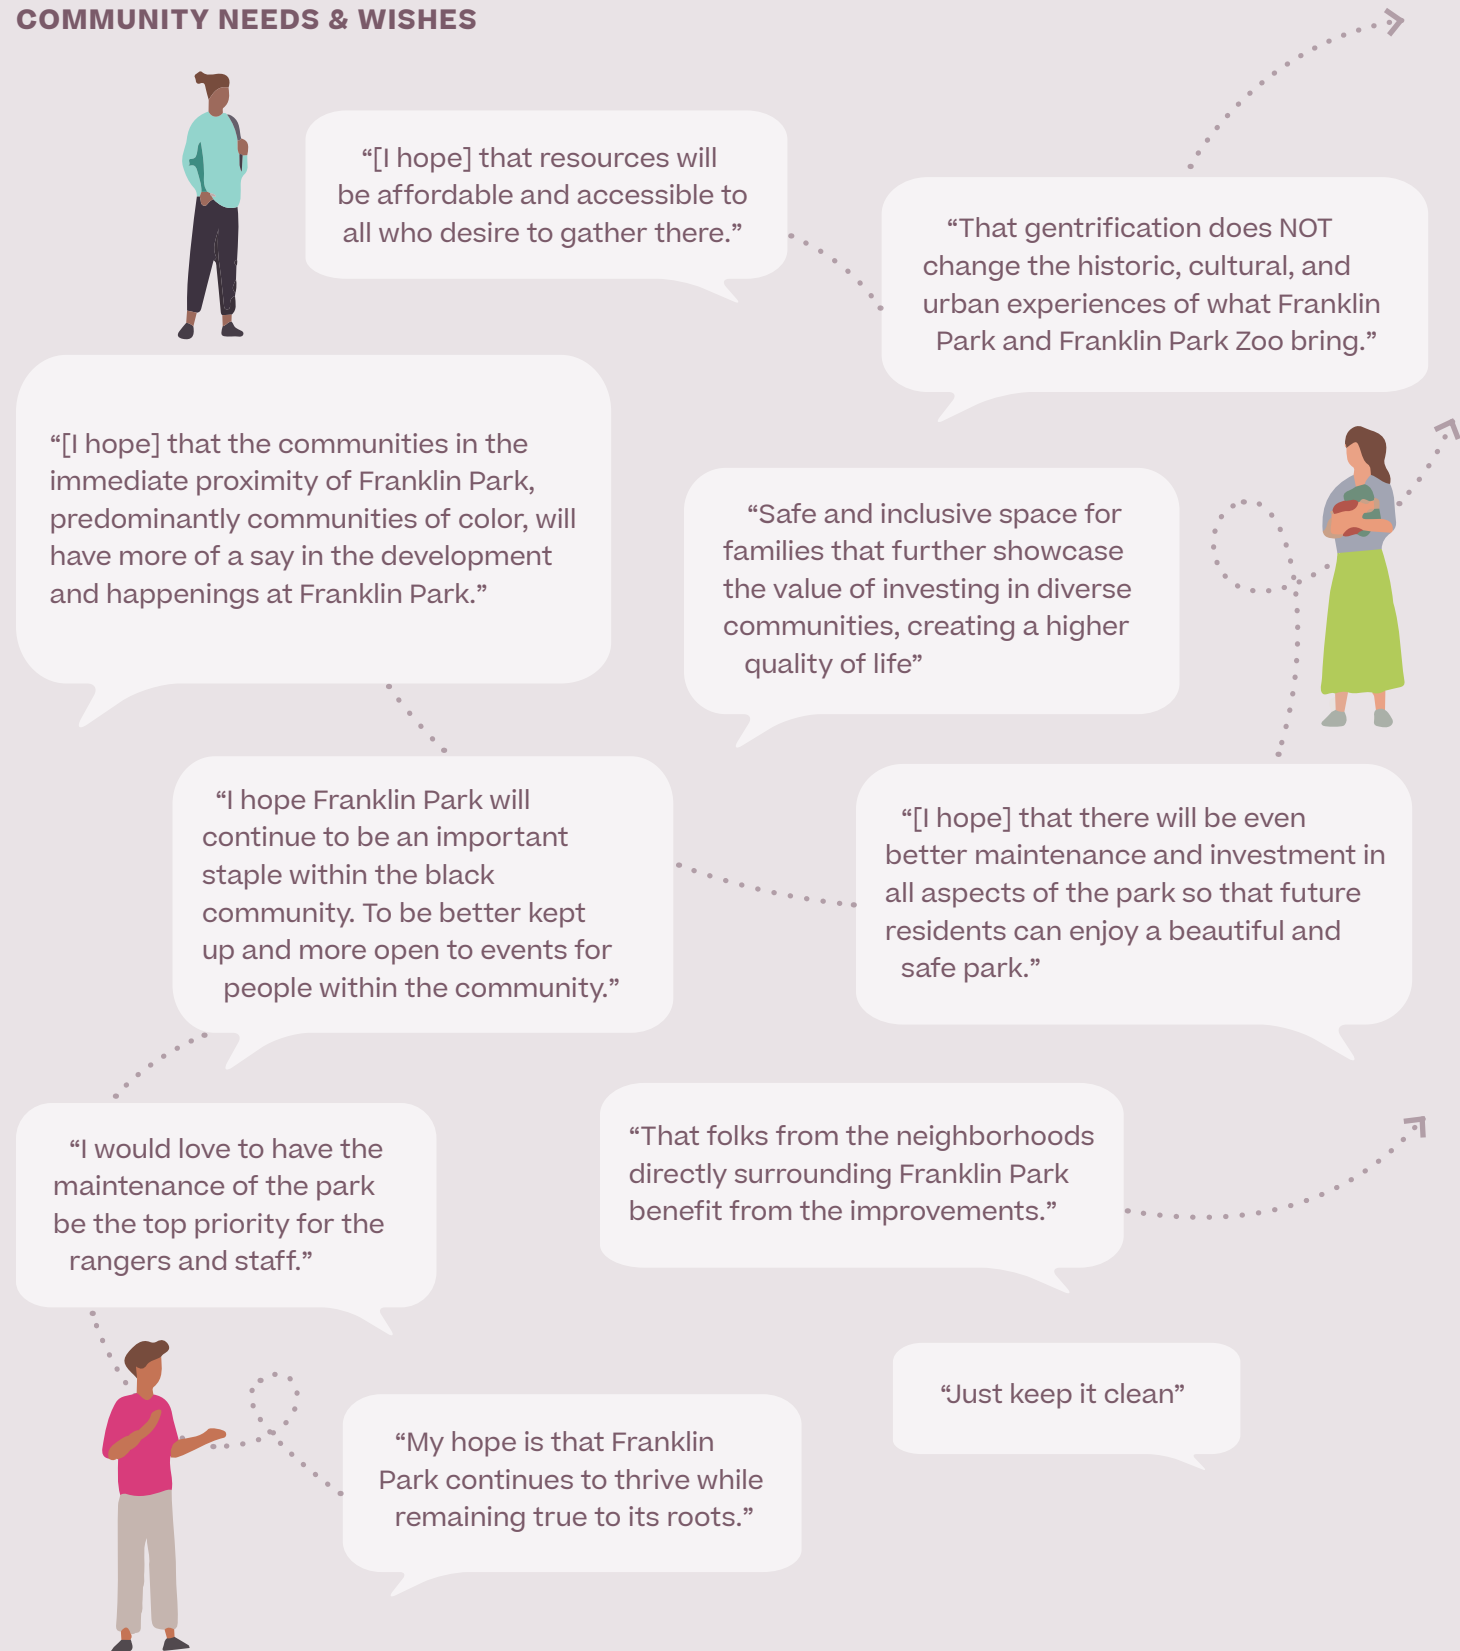 COMMUNITY NEEDS & WISHES
“[I hope] that resources will
be affordable and accessible to
all who desire to gather there.”
“That gentrification does NOT
change the historic, cultural, and
urban experiences of what Franklin
Park and Franklin Park Zoo bring.”
“[I hope] that the communities in the
immediate proximity of Franklin Park,
predominantly communities of color, will
have more of a say in the development
and happenings at Franklin Park.”
“Safe and inclusive space for
families that further showcase
the value of investing in diverse
communities, creating a higher
quality of life”
“I hope Franklin Park will
continue to be an important
staple within the black
community. To be better kept
up and more open to events for
people within the community.”
“[I hope] that there will be even
better maintenance and investment in
all aspects of the park so that future
residents can enjoy a beautiful and
safe park.”
“I would love to have the
maintenance of the park
be the top priority for the
rangers and staff.”
“That folks from the neighborhoods
directly surrounding Franklin Park
benefit from the improvements.”
“Just keep it clean”
“My hope is that Franklin
Park continues to thrive while
remaining true to its roots.”